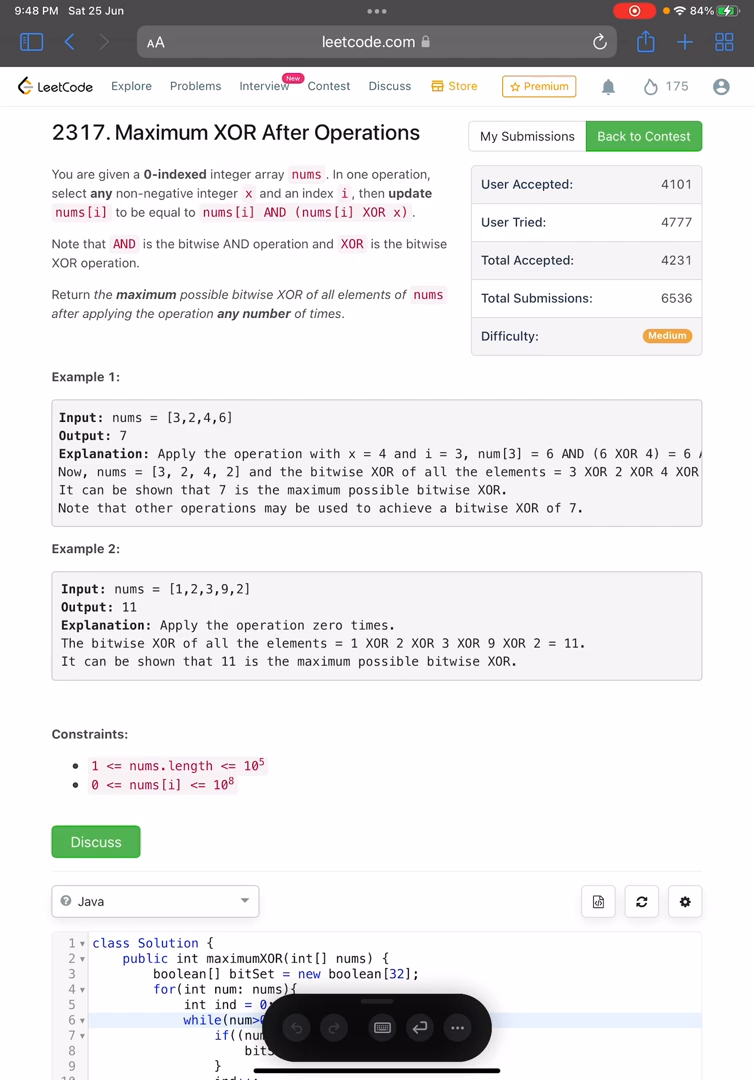 9:48 PM Sat 25 Jun
84%
AA
leetcode.com
LeetCode
Explore
Problems
Interview
New
Contest
Discuss
Store
Premium
175
2317. Maximum XOR After Operations
My Submissions
Back to Contest
You are given a 0-indexed integer array nums . In one operation,
select any non-negative integer x and an index i , then update
nums[i] to be equal to nums[i] AND (nums[i] XOR x) .
Note that AND is the bitwise AND operation and XOR is the bitwise
XOR operation.
Return the maximum possible bitwise XOR of all elements of nums
after applying the operation any number of times.
User Accepted: 4101
User Tried: 4777
Total Accepted: 4231
Total Submissions: 6536
Difficulty: Medium
Example 1:
Input: nums = [3,2,4,6]
Output: 7
Explanation: Apply the operation with x = 4 and i = 3, num[3] = 6 AND (6 XOR 4) = 6
Now, nums = [3, 2, 4, 2] and the bitwise XOR of all the elements = 3 XOR 2 XOR 4 XOR
It can be shown that 7 is the maximum possible bitwise XOR.
Note that other operations may be used to achieve a bitwise XOR of 7.
Example 2:
Input: nums = [1,2,3,9,2]
Output: 11
Explanation: Apply the operation zero times.
The bitwise XOR of all the elements = 1 XOR 2 XOR 3 XOR 9 XOR 2 = 11.
It can be shown that 11 is the maximum possible bitwise XOR.
Constraints:
• 1 <= nums.length <= 10⁵
• 0 <= nums[i] <= 10⁸
Discuss
Java
1 class Solution {
2 public int maximumXOR(int[] nums) {
3 boolean[] bitSet = new boolean[32];
4 for(int num: nums){
5 int ind = 0
6 while(num>
7 if((num
8 bitS
9 }